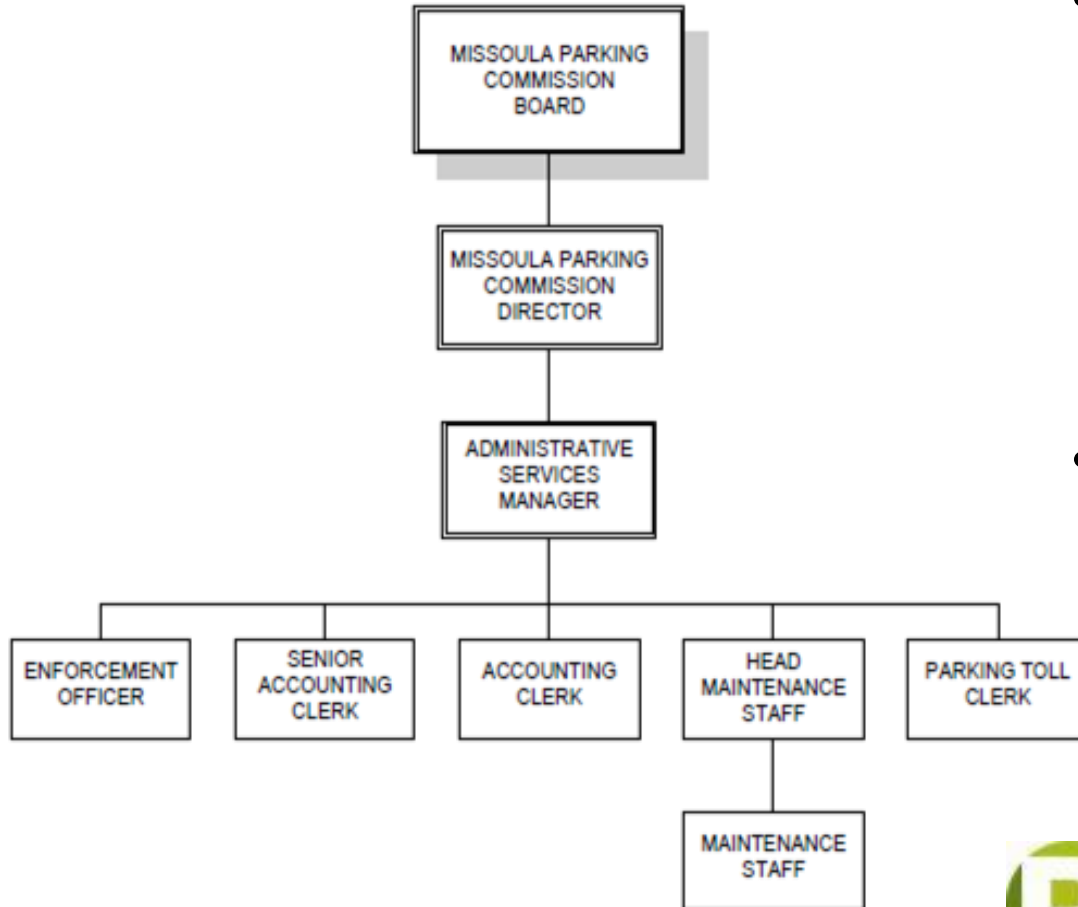 MISSOULA PARKING
COMMISSION
BOARD
MISSOULA PARKING
COMMISSION
DIRECTOR
ADMINISTRATIVE
SERVICES
MANAGER
ENFORCEMENT
OFFICER
SENIOR
ACCOUNTING
CLERK
ACCOUNTING
CLERK
HEAD
MAINTENANCE
STAFF
PARKING TOLL
CLERK
MAINTENANCE
STAFF